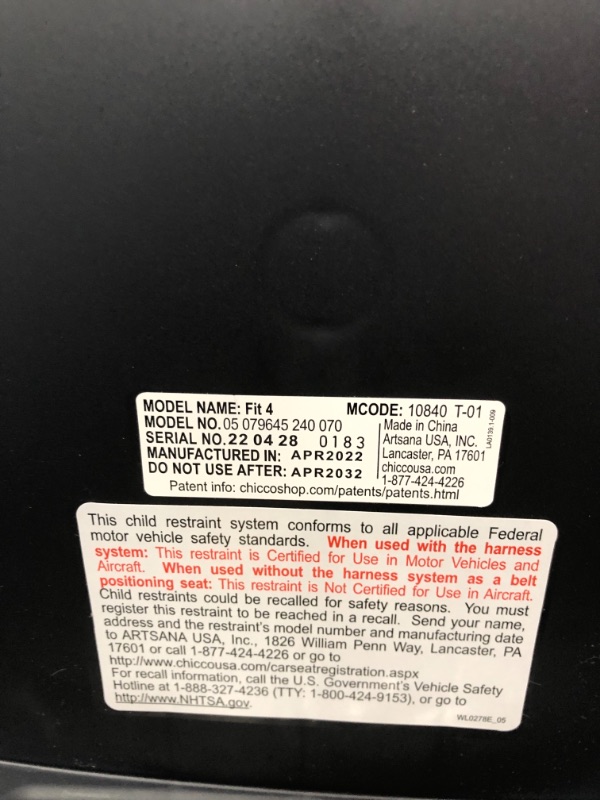 MODEL NAME: Fit 4 MCODE: 10840 T-01
MODEL NO. 05 079645 240 070
SERIAL NO. 22 04 28 0183
MANUFACTURED IN: APR2022
DO NOT USE AFTER: APR2032
Made in China
Artsana USA, INC.
Lancaster, PA 17601
chiccousa.com
1-877-424-4226
Patent info: chiccoshop.com/patents/patents.html
LA0139.1-009
This child restraint system conforms to all applicable Federal
motor vehicle safety standards. When used with the harness
system: This restraint is Certified for Use in Motor Vehicles and
Aircraft. When used without the harness system as a belt
positioning seat: This restraint is Not Certified for Use in Aircraft.
Child restraints could be recalled for safety reasons. You must
register this restraint to be reached in a recall. Send your name,
address and the restraint's model number and manufacturing date
to ARTSANA USA, Inc., 1826 William Penn Way, Lancaster, PA
17601 or call 1-877-424-4226 or go to
http://www.chiccousa.com/carseatregistration.aspx
For recall information, call the U.S. Government's Vehicle Safety
Hotline at 1-888-327-4236 (TTY: 1-800-424-9153), or go to
http://www.NHTSA.gov.
WL0278E_05